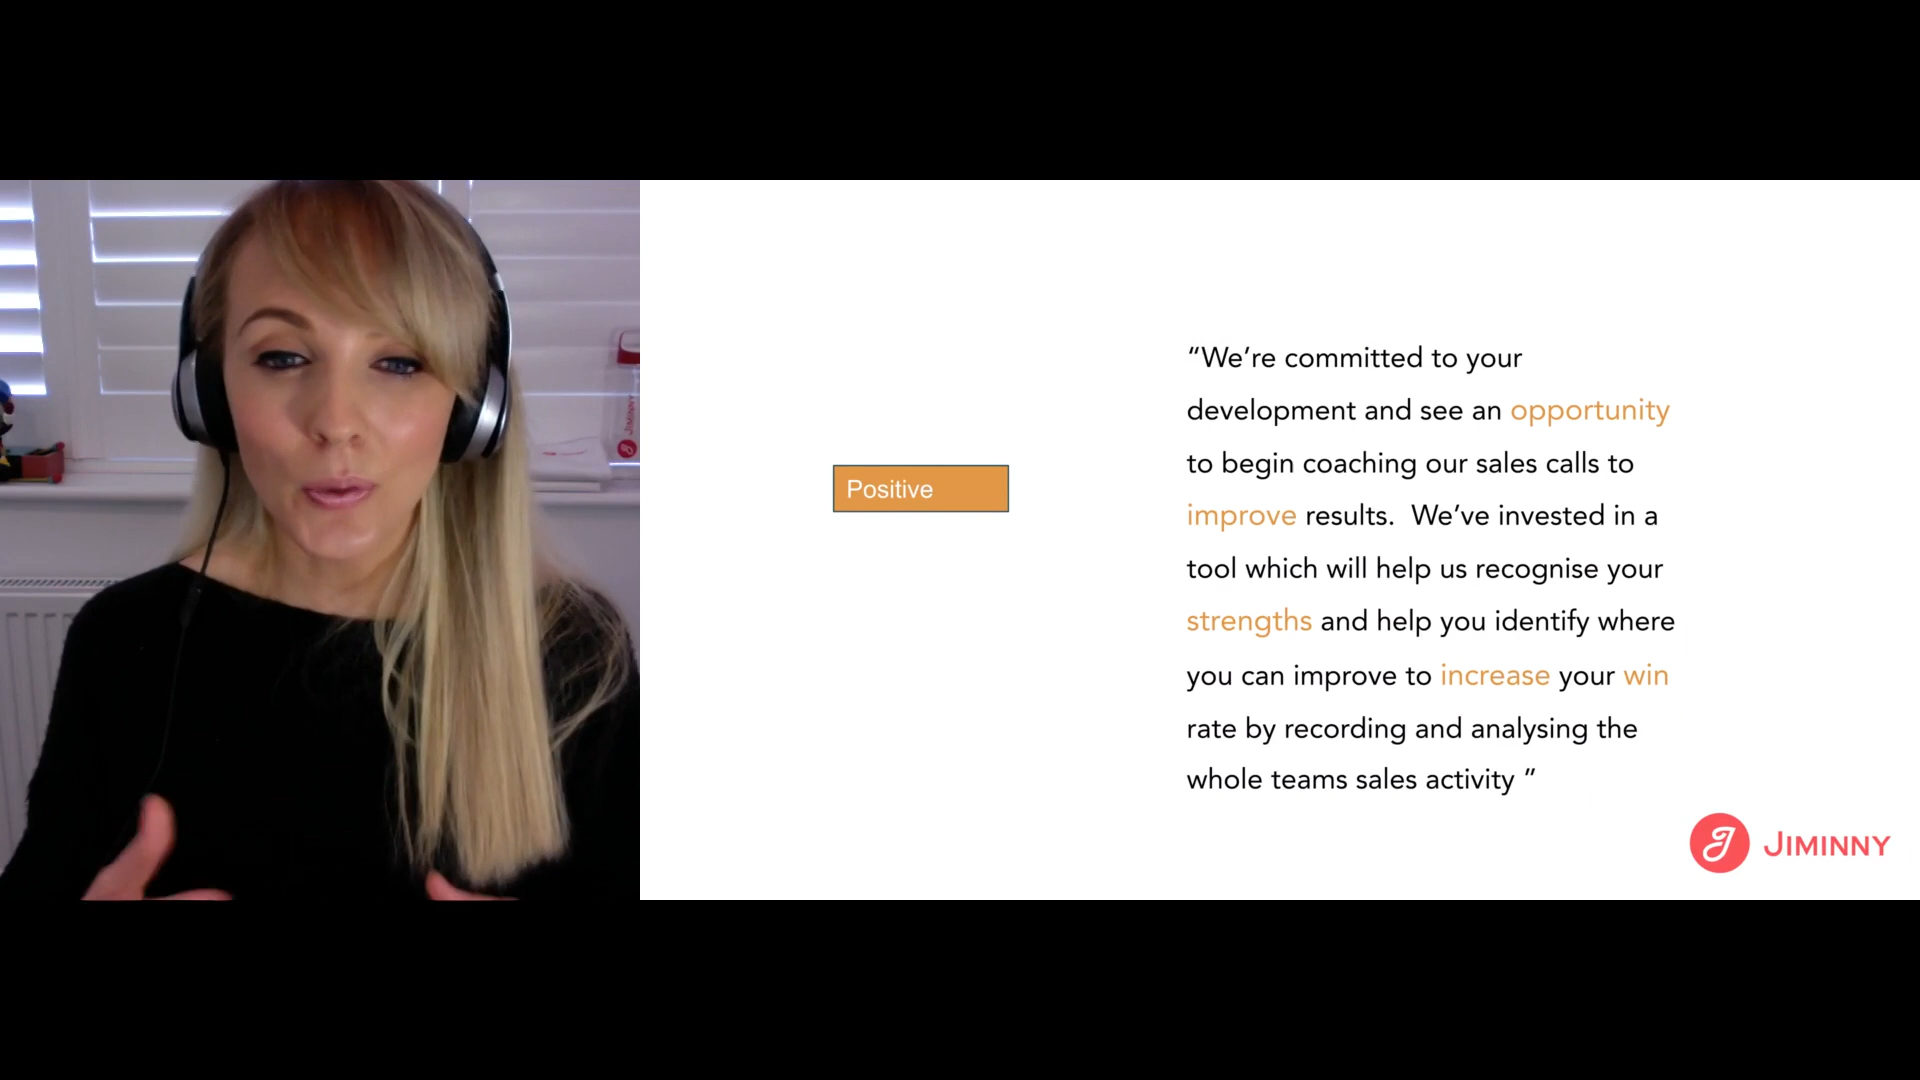 Positive
“We’re committed to your
development and see an opportunity
to begin coaching our sales calls to
improve results.  We’ve invested in a
tool which will help us recognise your
strengths and help you identify where
you can improve to increase your win
rate by recording and analysing the
whole teams sales activity ”
JIMINNY
JIMINNY